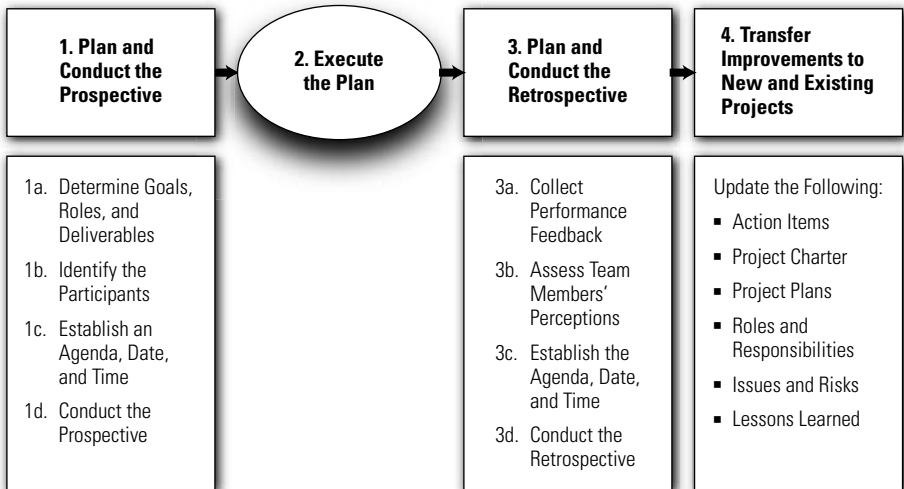 1. Plan and
Conduct the
Prospective
2. Execute
the Plan
3. Plan and
Conduct the
Retrospective
4. Transfer
Improvements to
New and Existing
Projects
1a. Determine Goals,
Roles, and
Deliverables
1b. Identify the
Participants
1c. Establish an
Agenda, Date,
and Time
1d. Conduct the
Prospective
3a. Collect
Performance
Feedback
3b. Assess Team
Members’
Perceptions
3c. Establish the
Agenda, Date,
and Time
3d. Conduct the
Retrospective
Update the Following:
▪ Action Items
▪ Project Charter
▪ Project Plans
▪ Roles and
Responsibilities
▪ Issues and Risks
▪ Lessons Learned